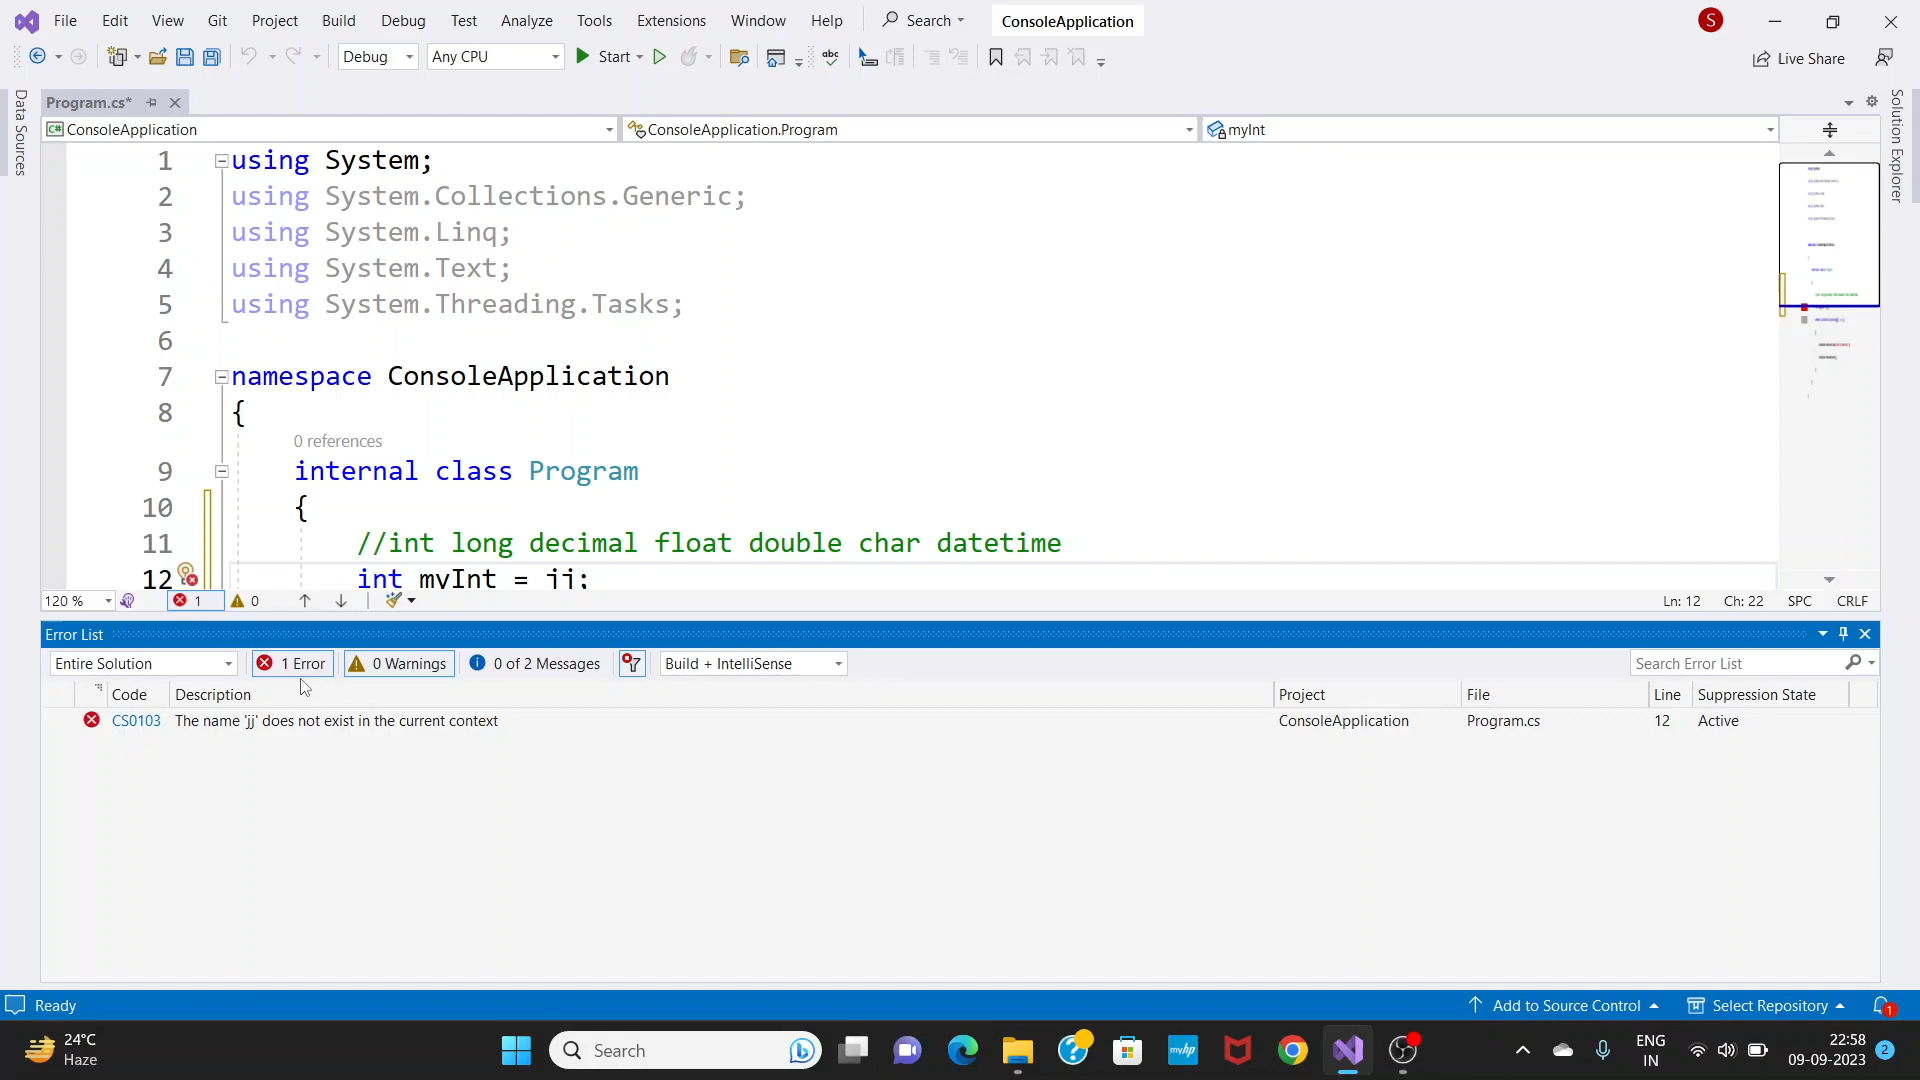 File Edit View Git Project Build Debug Test Analyze Tools Extensions Window Help Search ConsoleApplication S
Debug Any CPU Start abc Live Share
Data Sources
Program.cs*
Solution Explorer
C# ConsoleApplication ConsoleApplication.Program myInt
1 using System;
2 using System.Collections.Generic;
3 using System.Linq;
4 using System.Text;
5 using System.Threading.Tasks;
6
7 namespace ConsoleApplication
8 {
0 references
9 internal class Program
10 {
11 //int long decimal float double char datetime
12 int myInt = jj;
120 % 1 0 Ln: 12 Ch: 22 SPC CRLF
Error List
Entire Solution 1 Error 0 Warnings 0 of 2 Messages Build + IntelliSense Search Error List
Code Description Project File Line Suppression State
CS0103 The name 'jj' does not exist in the current context ConsoleApplication Program.cs 12 Active
Ready Add to Source Control Select Repository 1
24°C
Haze
Search
myhp
ENG
IN
22:58
09-09-2023
2